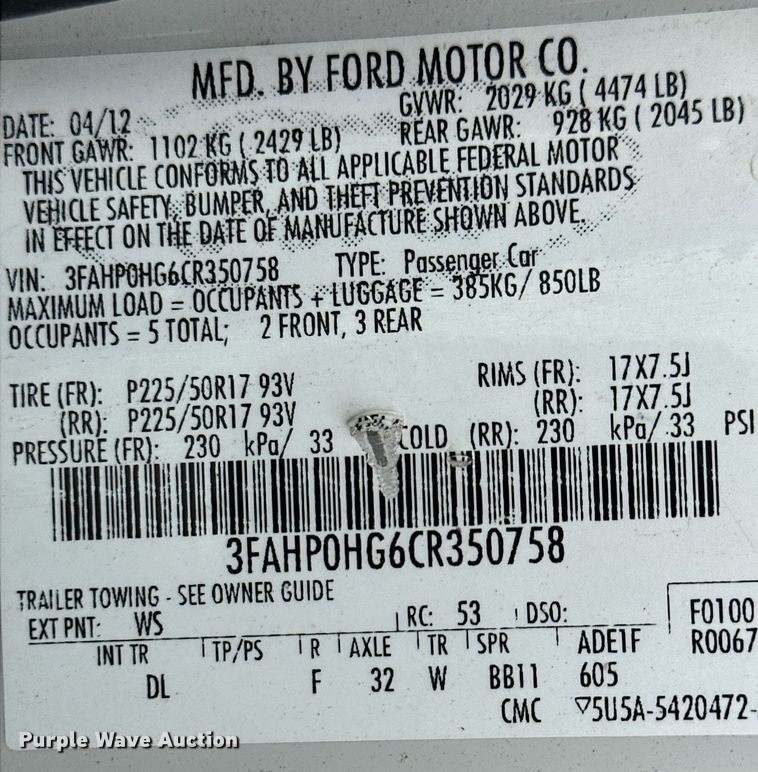 MFD. BY FORD MOTOR CO.
DATE: 04/12 GVWR: 2029 KG ( 4474 LB)
FRONT GAWR: 1102 KG ( 2429 LB) REAR GAWR: 928 KG ( 2045 LB)
THIS VEHICLE CONFORMS TO ALL APPLICABLE FEDERAL MOTOR
VEHICLE SAFETY, BUMPER, AND THEFT PREVENTION STANDARDS
IN EFFECT ON THE DATE OF MANUFACTURE SHOWN ABOVE.
VIN: 3FAHP0HG6CR350758 TYPE: Passenger Car
MAXIMUM LOAD = OCCUPANTS + LUGGAGE = 385KG/ 850LB
OCCUPANTS = 5 TOTAL; 2 FRONT, 3 REAR
TIRE (FR): P225/50R17 93V RIMS (FR): 17X7.5J
(RR): P225/50R17 93V (RR): 17X7.5J
PRESSURE (FR): 230 kPa/ 33 COLD (RR): 230 kPa/ 33 PSI
3FAHP0HG6CR350758
TRAILER TOWING - SEE OWNER GUIDE
EXT PNT: WS RC: 53 DSO: F0100
INT TR TP/PS R AXLE TR SPR ADE1F R0067
DL F 32 W BB11 605
CMC ▽5U5A-5420472-
Purple Wave Auction